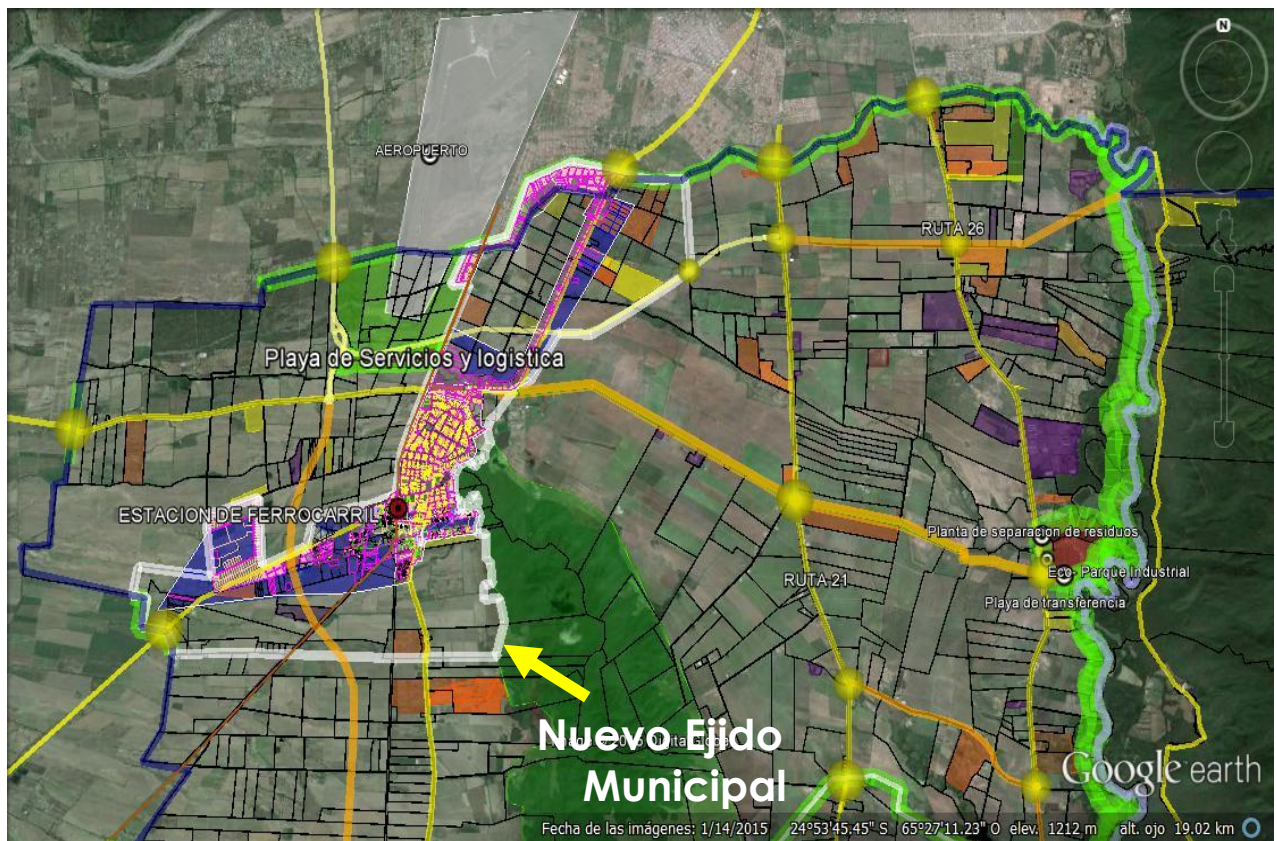 N
AEROPUERTO
RUTA 26
Playa de Servicios y logistica
ESTACION DE FERROCARRIL
Planta de separacion de residuos
Eco- Parque Industrial
RUTA 21
Playa de transferencia
Nuevo Ejido
Municipal
Google earth
Fecha de las imágenes: 1/14/2015 24°53'45.45" S 65°27'11.23" O elev. 1212 m alt. ojo 19.02 km